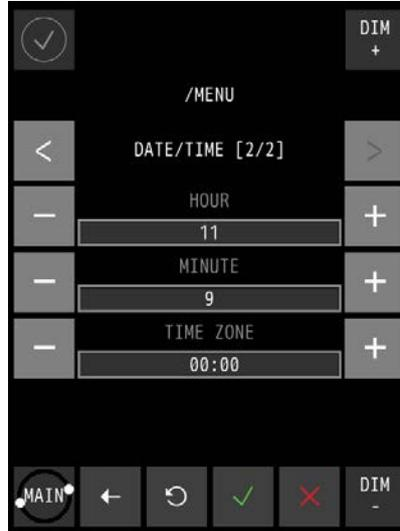 DIM
+
/MENU
<
DATE/TIME [2/2]
>
HOUR
−
11
+
MINUTE
−
9
+
TIME ZONE
−
00:00
+
MAIN
DIM
-